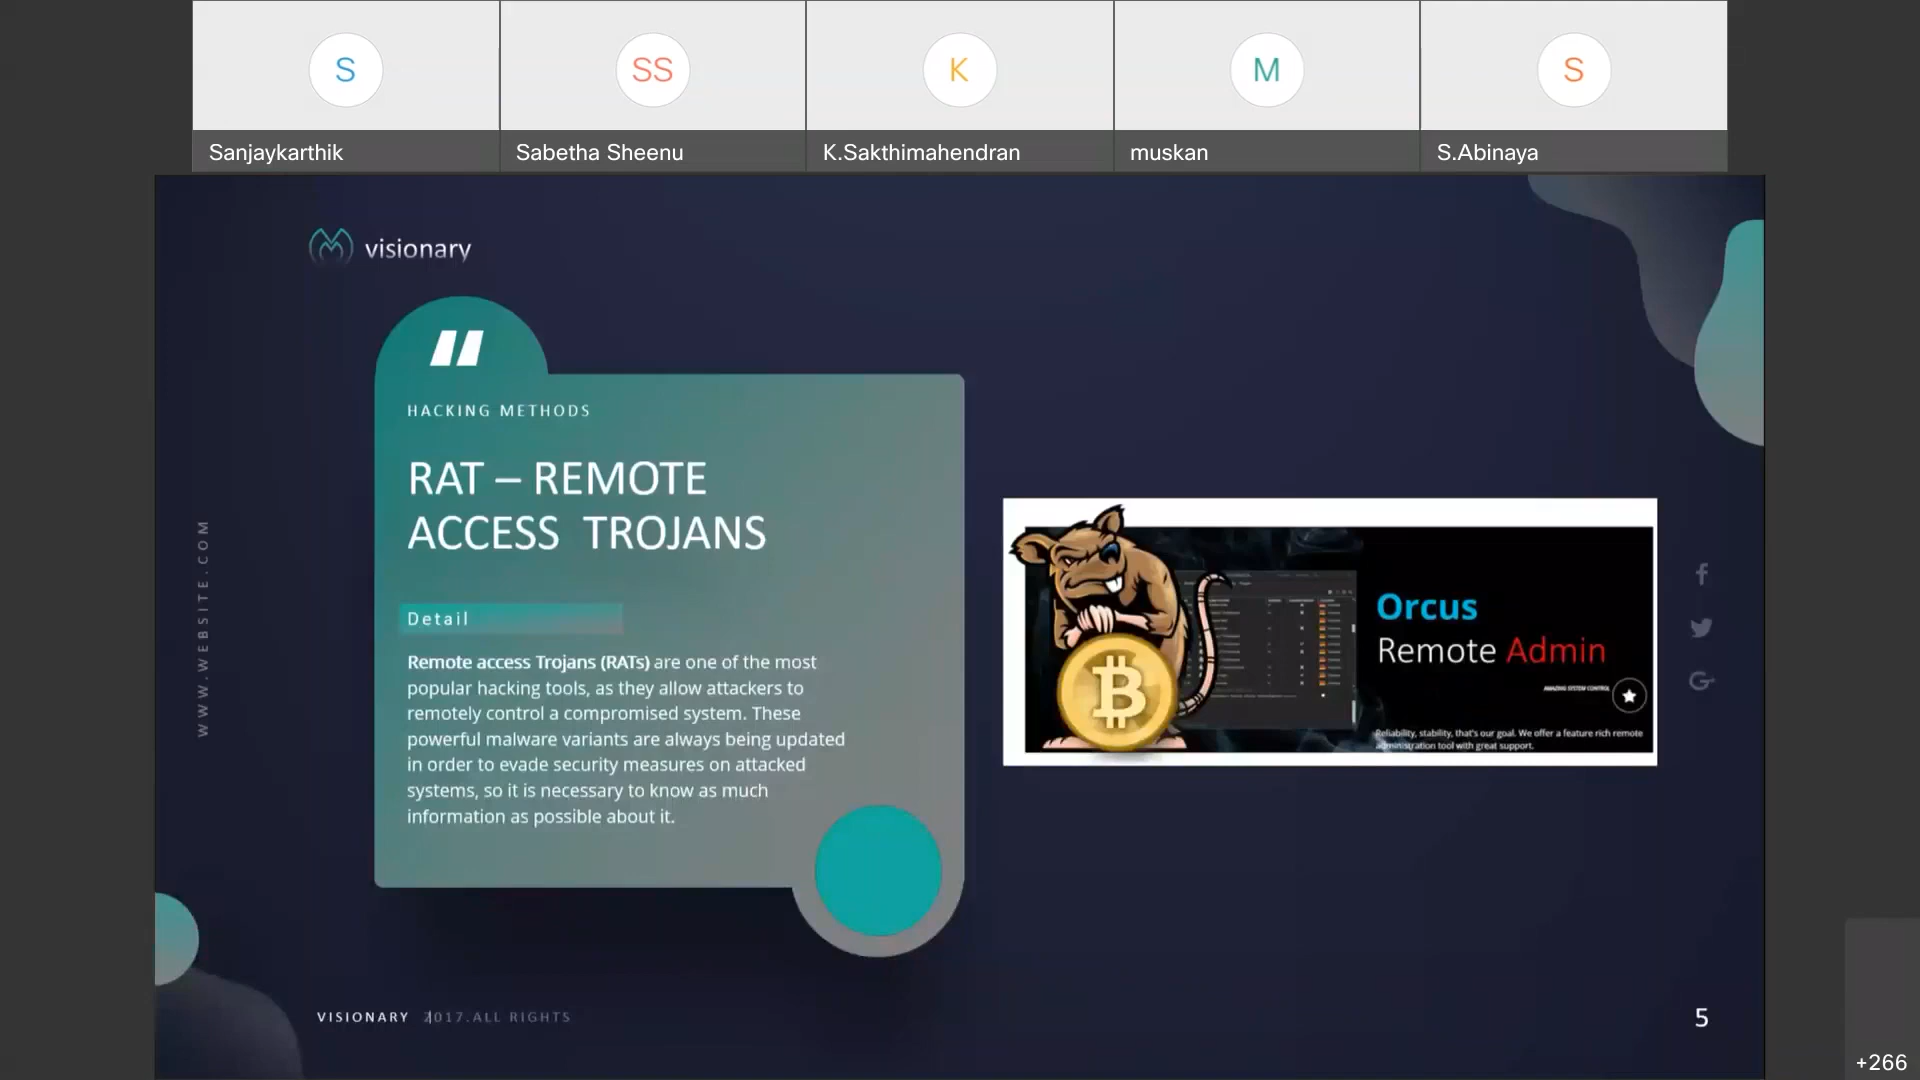 S
SS
K
M
S
Sanjaykarthik
Sabetha Sheenu
K.Sakthimahendran
muskan
S.Abinaya
visionary
HACKING METHODS
RAT – REMOTE
ACCESS TROJANS
Detail
Remote access Trojans (RATs) are one of the most
popular hacking tools, as they allow attackers to
remotely control a compromised system. These
powerful malware variants are always being updated
in order to evade security measures on attacked
systems, so it is necessary to know as much
information as possible about it.
WWW.WEBSITE.COM
Orcus
Remote Admin
AMAZING SYSTEM CONTROL
Reliability, stability, that's our goal. We offer a feature rich remote
administration tool with great support.
VISIONARY 2017.ALL RIGHTS
5
+266